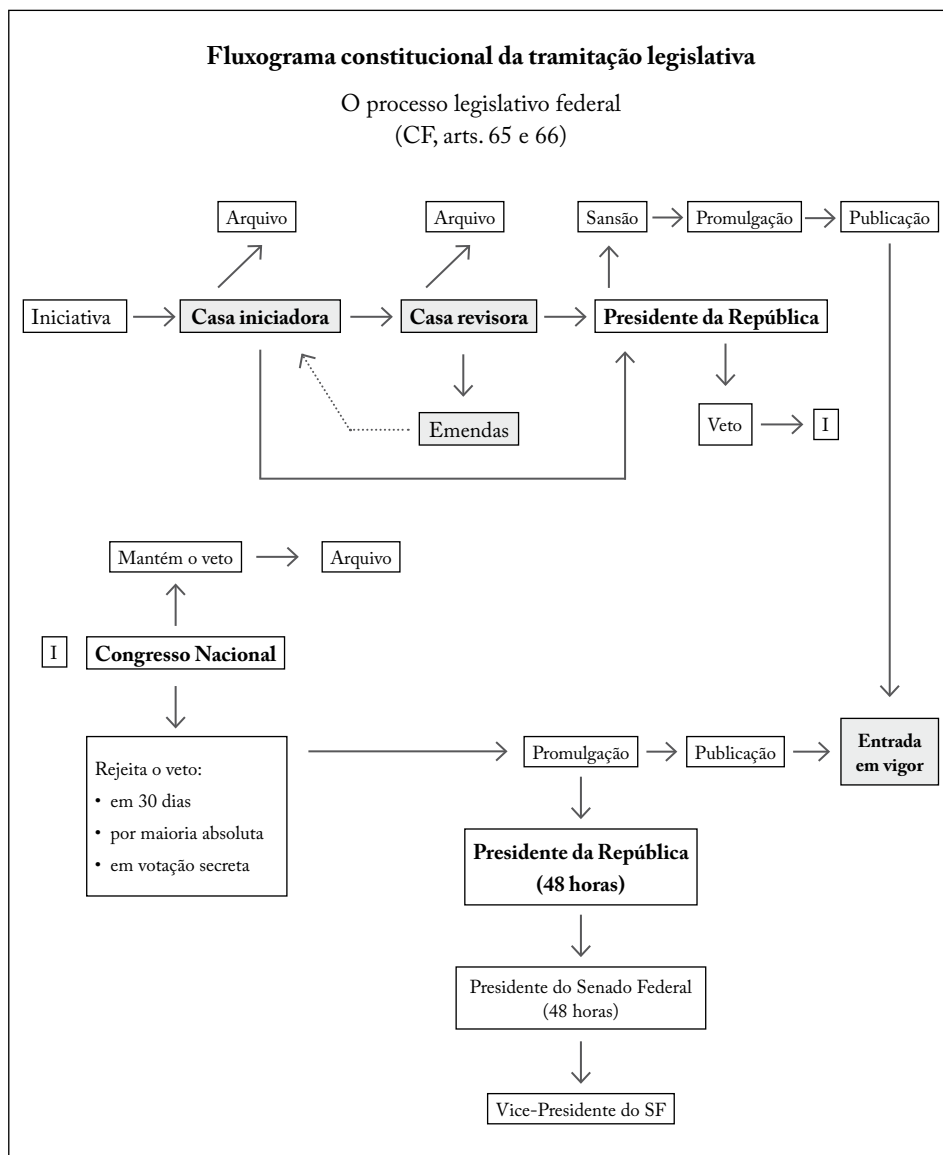 Fluxograma constitucional da tramitação legislativa
O processo legislativo federal
(CF, arts. 65 e 66)
Arquivo
Arquivo
Sansão
Promulgação
Publicação
Iniciativa
Casa iniciadora
Casa revisora
Presidente da República
Emendas
Veto
I
Mantém o veto
Arquivo
I
Congresso Nacional
Rejeita o veto:
• em 30 dias
• por maioria absoluta
• em votação secreta
Promulgação
Publicação
Entrada
em vigor
Presidente da República
(48 horas)
Presidente do Senado Federal
(48 horas)
Vice-Presidente do SF